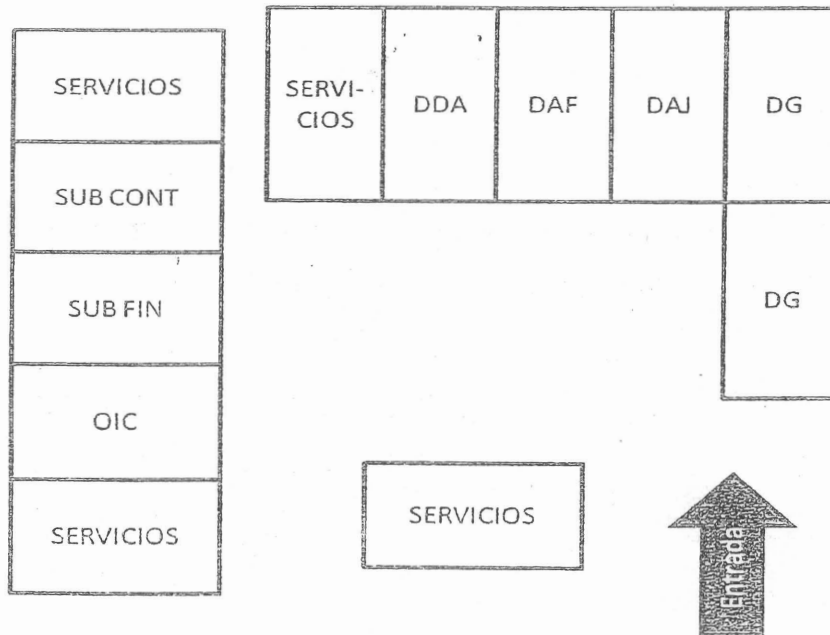 SERVICIOS
SUB CONT
SUB FIN
OIC
SERVICIOS
SERVI-
CIOS
DDA
DAF
DAJ
DG
DG
SERVICIOS
Entrada